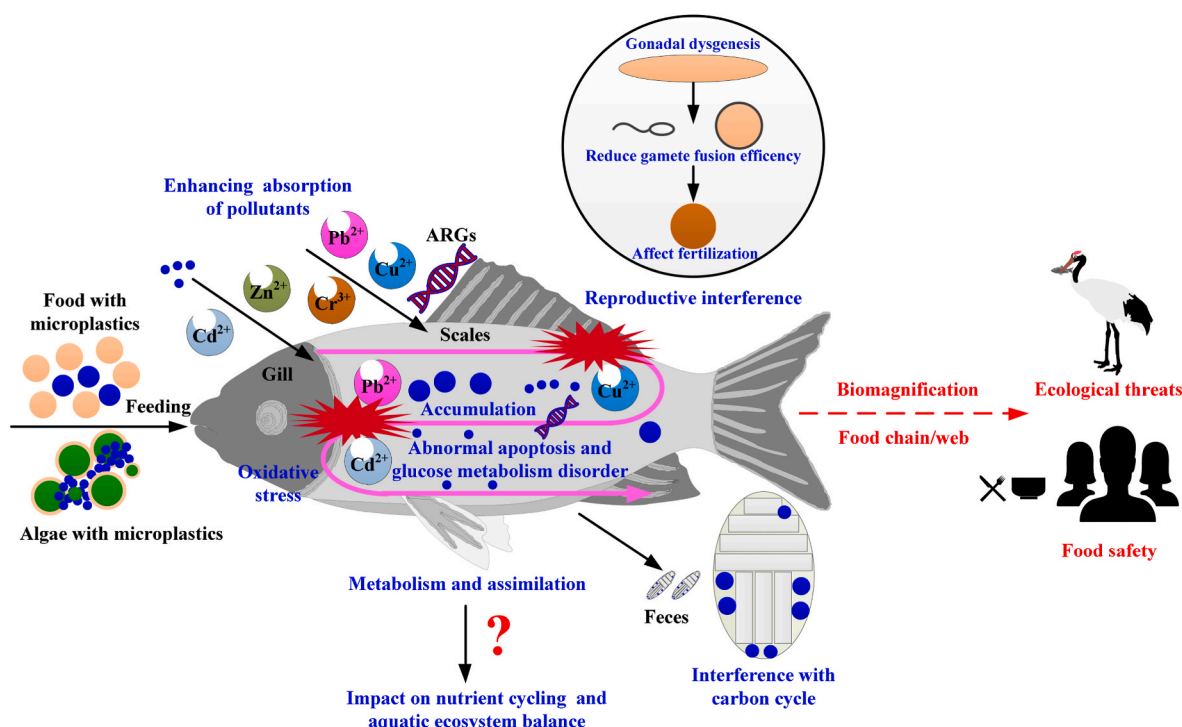 Gonadal dysgenesis
Reduce gamete fusion efficency
Affect fertilization
Enhancing absorption
of pollutants
Pb2+
Cu2+
ARGs
Zn2+
Cr3+
Cd2+
Food with
microplastics
Feeding
Algae with microplastics
Gill
Scales
Reproductive interference
Pb2+
Cu2+
Accumulation
Cd2+
Abnormal apoptosis and
glucose metabolism disorder
Oxidative
stress
Biomagnification
Food chain/web
Ecological threats
Food safety
Metabolism and assimilation
?
Impact on nutrient cycling and
aquatic ecosystem balance
Feces
Interference with
carbon cycle